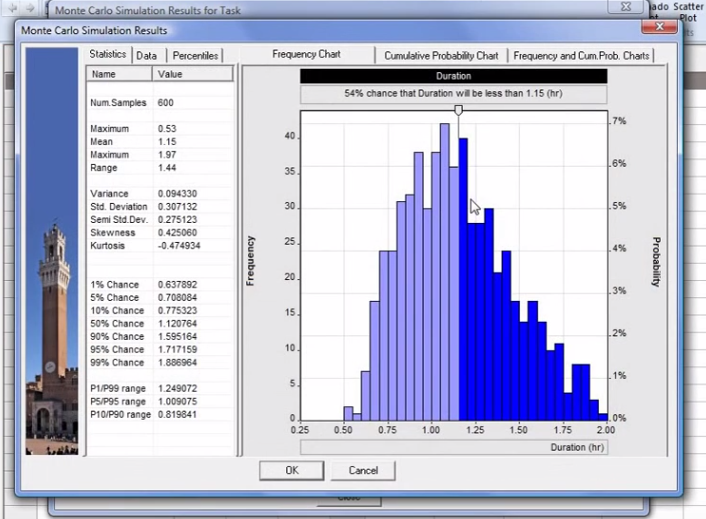 Monte Carlo Simulation Results for Task
Scatter
Plot
Monte Carlo Simulation Results
Statistics Data Percentiles
Frequency Chart Cumulative Probability Chart Frequency and Cum.Prob. Charts
Name Value
Num.Samples 600
Maximum 0.53
Mean 1.15
Maximum 1.97
Range 1.44
Variance 0.094330
Std. Deviation 0.307132
Semi Std.Dev. 0.275123
Skewness 0.425060
Kurtosis -0.474934
1% Chance 0.637892
5% Chance 0.708084
10% Chance 0.775323
50% Chance 1.120764
90% Chance 1.595164
95% Chance 1.717159
99% Chance 1.886964
P1/P99 range 1.249072
P5/P95 range 1.009075
P10/P90 range 0.819841
Duration
54% chance that Duration will be less than 1.15 (hr)
Frequency
40
35
30
25
20
15
10
5
0
.7%
.6%
.5%
.4%
.3%
.2%
.1%
.0%
Probability
0.25 0.50 0.75 1.00 1.25 1.50 1.75 2.00
Duration (hr)
OK Cancel
Close